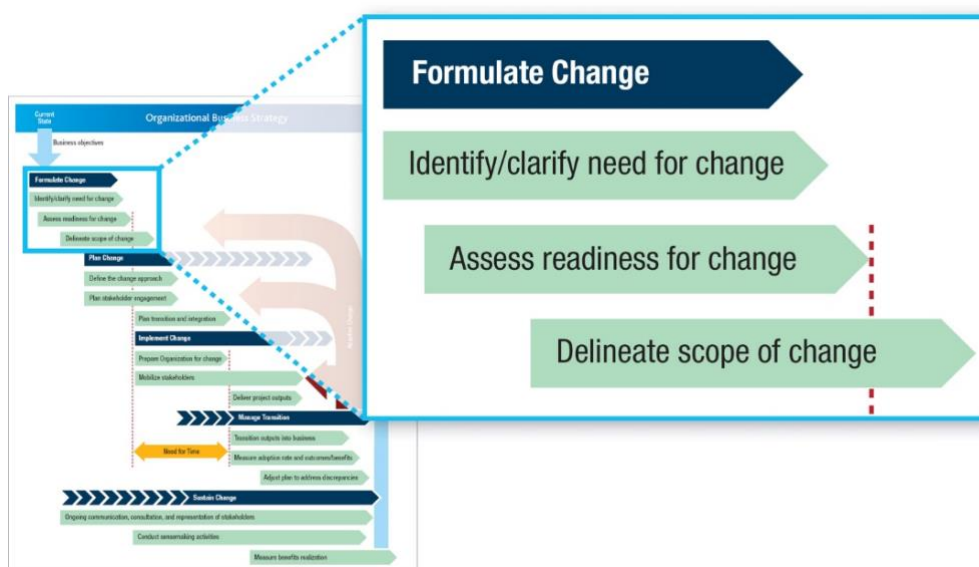 Formulate Change
Identify/clarify need for change
Assess readiness for change
Delineate scope of change
Current
State
Organizational Business Strategy
Business objectives
Formulate Change
Identify/clarify need for change
Assess readiness for change
Delineate scope of change
Plan Change
Define the change approach
Plan stakeholder engagement
Plan transition and integration
Implement Change
Prepare Organization for change
Mobilize stakeholders
Deliver project outputs
Manage Transition
Transition outputs into business
Need for Time
Measure adoption rate and outcomes/benefits
Adjust plan to address discrepancies
Sustain Change
Ongoing communication, consultation, and representation of stakeholders
Conduct sensemaking activities
Measure benefits realization